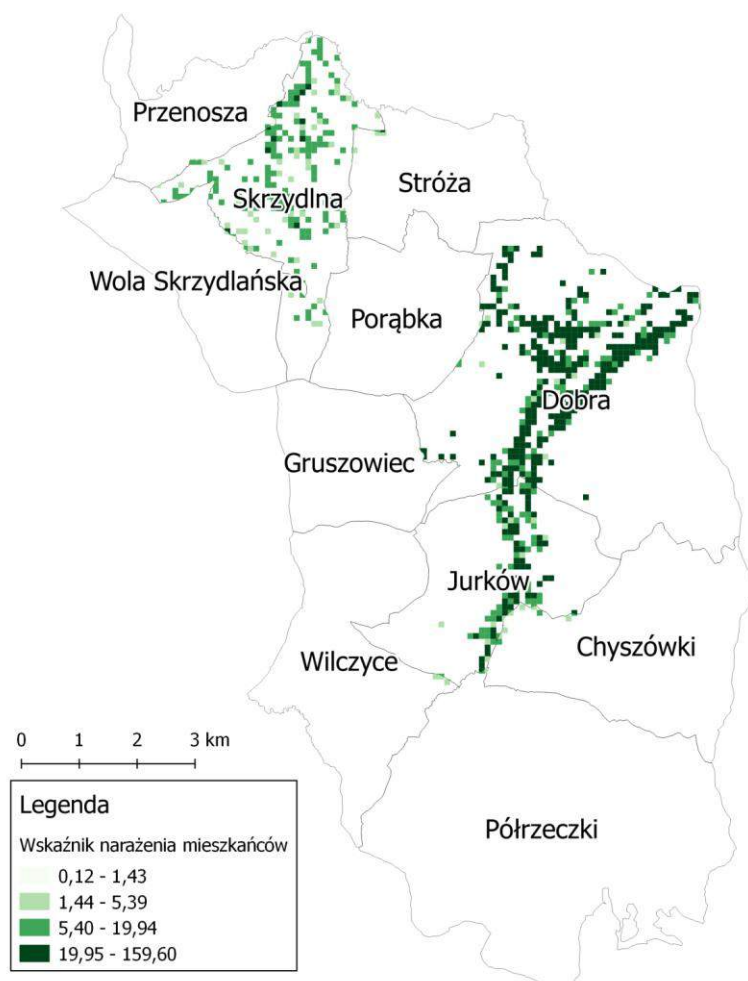 Przenosza
Skrzydlna
Stróża
Wola Skrzydlańska
Porąbka
Dobra
Gruszowiec
Jurków
Chyszówki
Wilczyce
0 1 2 3 km
Legenda
Wskaźnik narażenia mieszkańców
0,12 - 1,43
1,44 - 5,39
5,40 - 19,94
19,95 - 159,60
Półrzeczki